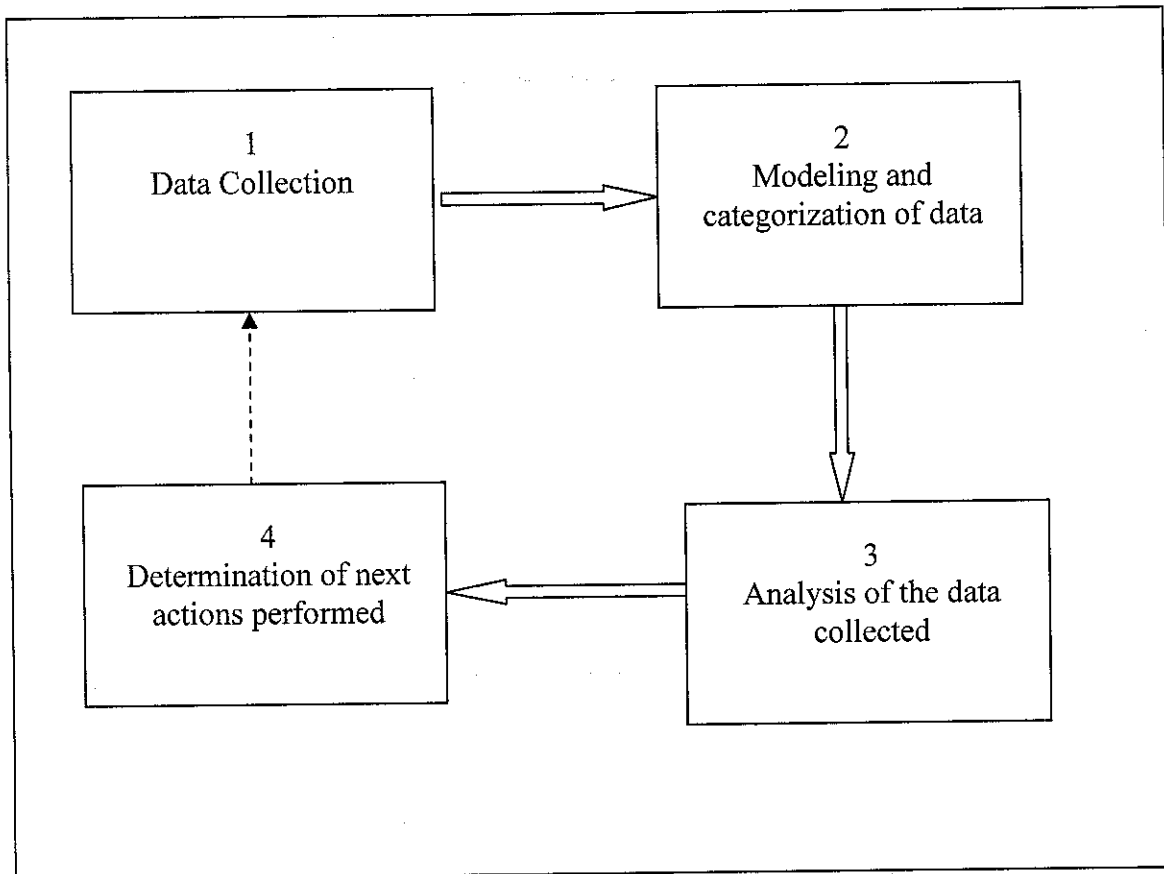 1
Data Collection
2
Modeling and
categorization of data
3
Analysis of the data
collected
4
Determination of next
actions performed